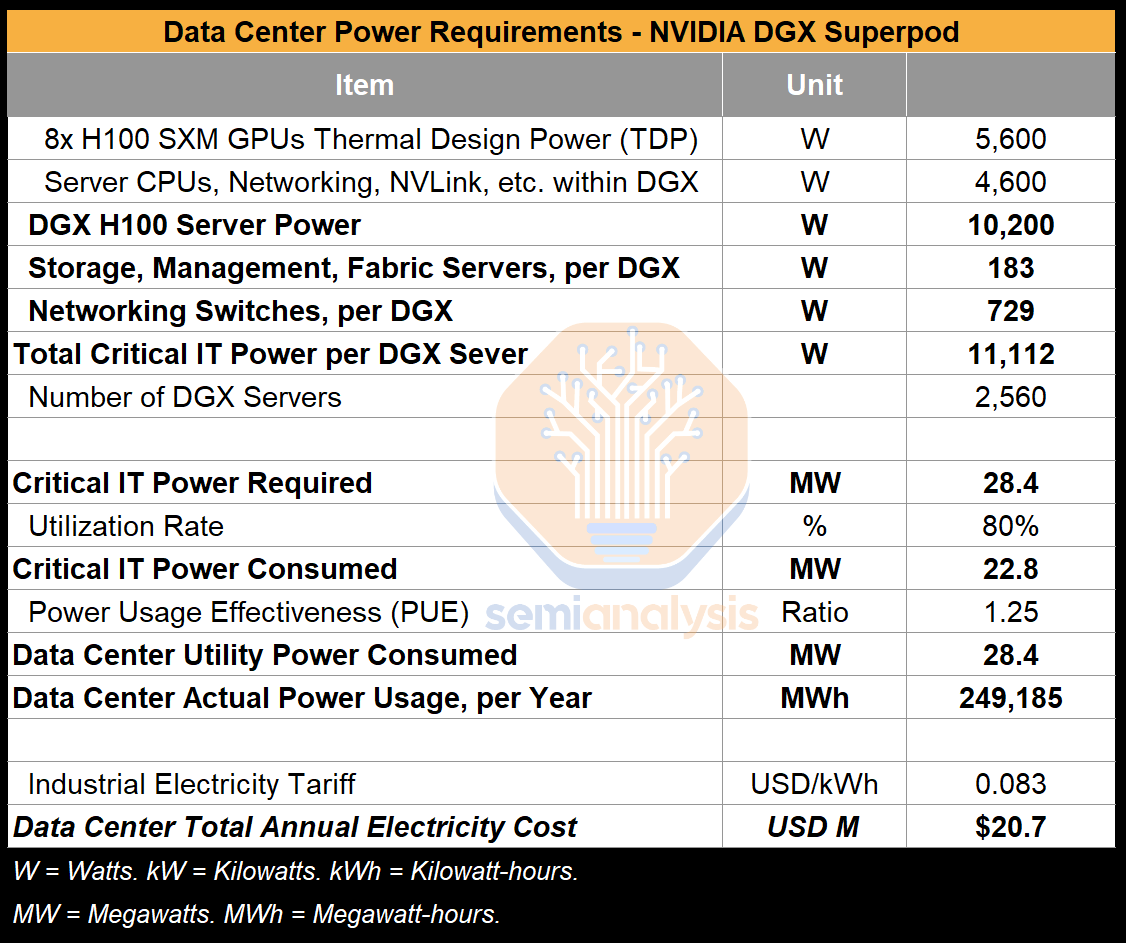 Data Center Power Requirements - NVIDIA DGX Superpod
Item Unit
8x H100 SXM GPUs Thermal Design Power (TDP) W 5,600
Server CPUs, Networking, NVLink, etc. within DGX W 4,600
DGX H100 Server Power W 10,200
Storage, Management, Fabric Servers, per DGX W 183
Networking Switches, per DGX W 729
Total Critical IT Power per DGX Sever W 11,112
Number of DGX Servers 2,560
Critical IT Power Required MW 28.4
Utilization Rate % 80%
Critical IT Power Consumed MW 22.8
Power Usage Effectiveness (PUE) Ratio 1.25
semianalysis
Data Center Utility Power Consumed MW 28.4
Data Center Actual Power Usage, per Year MWh 249,185
Industrial Electricity Tariff USD/kWh 0.083
Data Center Total Annual Electricity Cost USD M $20.7
W = Watts. kW = Kilowatts. kWh = Kilowatt-hours.
MW = Megawatts. MWh = Megawatt-hours.